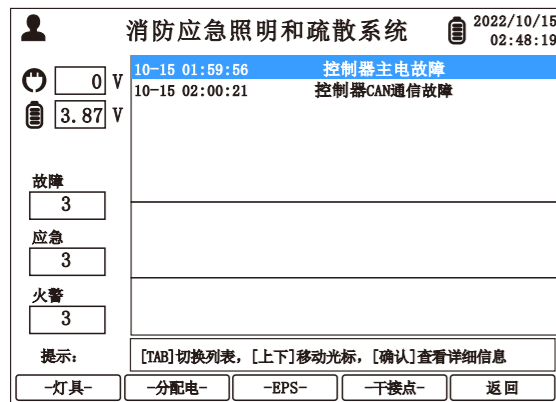 消防应急照明和疏散系统
2022/10/15
02:48:19
0 V
3.87 V
10-15 01:59:56 控制器主电故障
10-15 02:00:21 控制器CAN通信故障
故障
3
应急
3
火警
3
提示: [TAB]切换列表, [上下]移动光标, [确认]查看详细信息
-灯具- -分配电- -EPS- -干接点- 返回